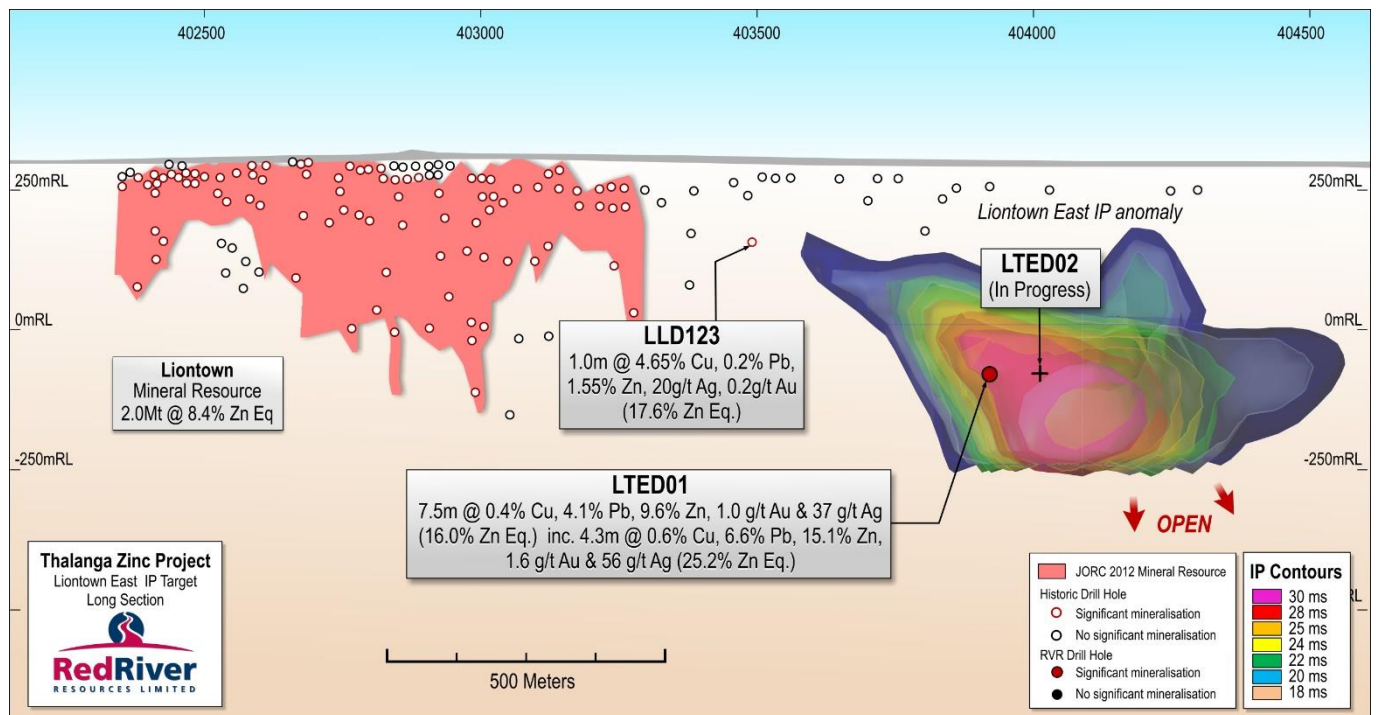 402500 403000 403500 404000 404500
250mRL 250mRL
Liontown East IP anomaly
LTED02
(In Progress)
0mRL 0mRL
LLD123
1.0m @ 4.65% Cu, 0.2% Pb,
1.55% Zn, 20g/t Ag, 0.2g/t Au
(17.6% Zn Eq.)
Liontown
Mineral Resource
2.0Mt @ 8.4% Zn Eq
-250mRL -250mRL
LTED01
7.5m @ 0.4% Cu, 4.1% Pb, 9.6% Zn, 1.0 g/t Au & 37 g/t Ag
(16.0% Zn Eq.) inc. 4.3m @ 0.6% Cu, 6.6% Pb, 15.1% Zn,
1.6 g/t Au & 56 g/t Ag (25.2% Zn Eq.)
OPEN
Thalanga Zinc Project
Liontown East IP Target
Long Section
RedRiver
RESOURCES LIMITED
500 Meters
JORC 2012 Mineral Resource
Historic Drill Hole
Significant mineralisation
No significant mineralisation
RVR Drill Hole
Significant mineralisation
No significant mineralisation
IP Contours
30 ms
28 ms
25 ms
24 ms
22 ms
20 ms
18 ms